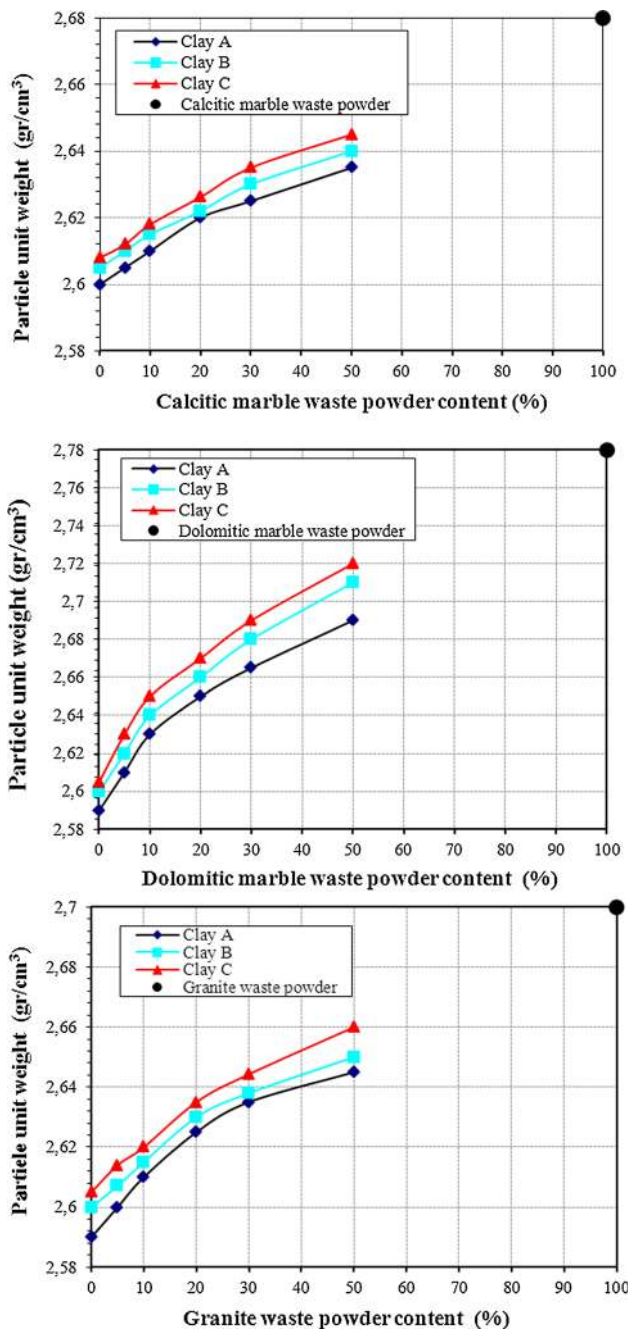 2,68
2,66
2,64
2,62
2,6
2,58
Particle unit weight (gr/cm³)
Clay A
Clay B
Clay C
Calcitic marble waste powder
0 10 20 30 40 50 60 70 80 90 100
Calcitic marble waste powder content (%)
2,78
2,76
2,74
2,72
2,7
2,68
2,66
2,64
2,62
2,6
2,58
Particle unit weight (gr/cm³)
Clay A
Clay B
Clay C
Dolomitic marble waste powder
0 10 20 30 40 50 60 70 80 90 100
Dolomitic marble waste powder content (%)
2,7
2,68
2,66
2,64
2,62
2,6
2,58
Particle unit weight (gr/cm³)
Clay A
Clay B
Clay C
Granite waste powder
0 10 20 30 40 50 60 70 80 90 100
Granite waste powder content (%)